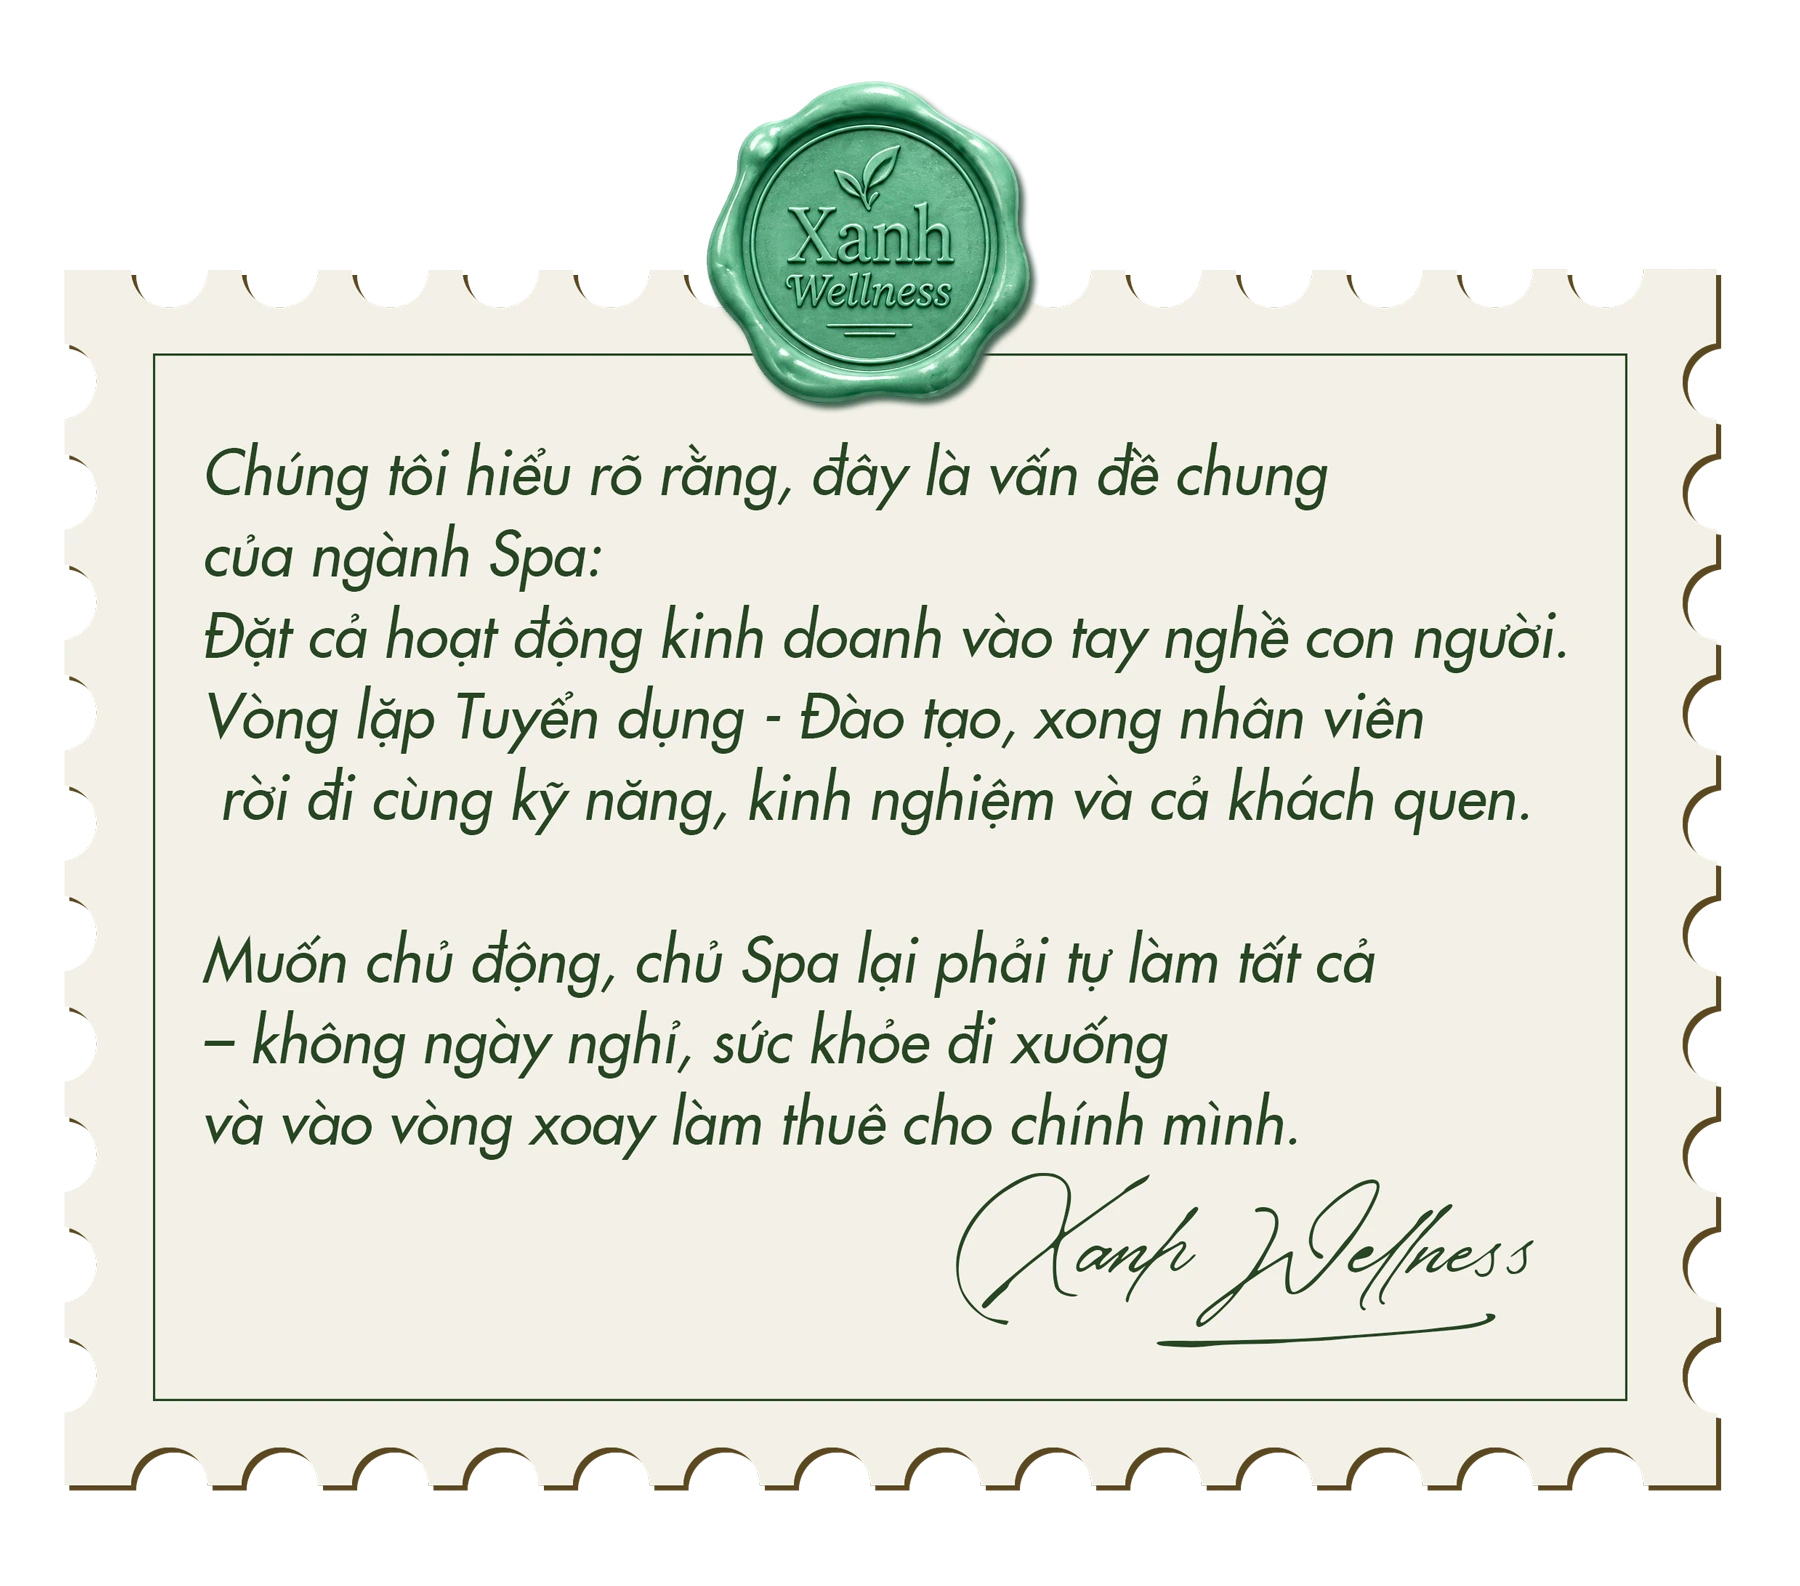 Xanh
Wellness
Chúng tôi hiểu rõ rằng, đây là vấn đề chung
của ngành Spa:
Đặt cả hoạt động kinh doanh vào tay nghề con người.
Vòng lặp Tuyển dụng - Đào tạo, xong nhân viên
rời đi cùng kỹ năng, kinh nghiệm và cả khách quen.
Muốn chủ động, chủ Spa lại phải tự làm tất cả
– không ngày nghỉ, sức khỏe đi xuống
và vào vòng xoay làm thuê cho chính mình.
Xanh Wellness